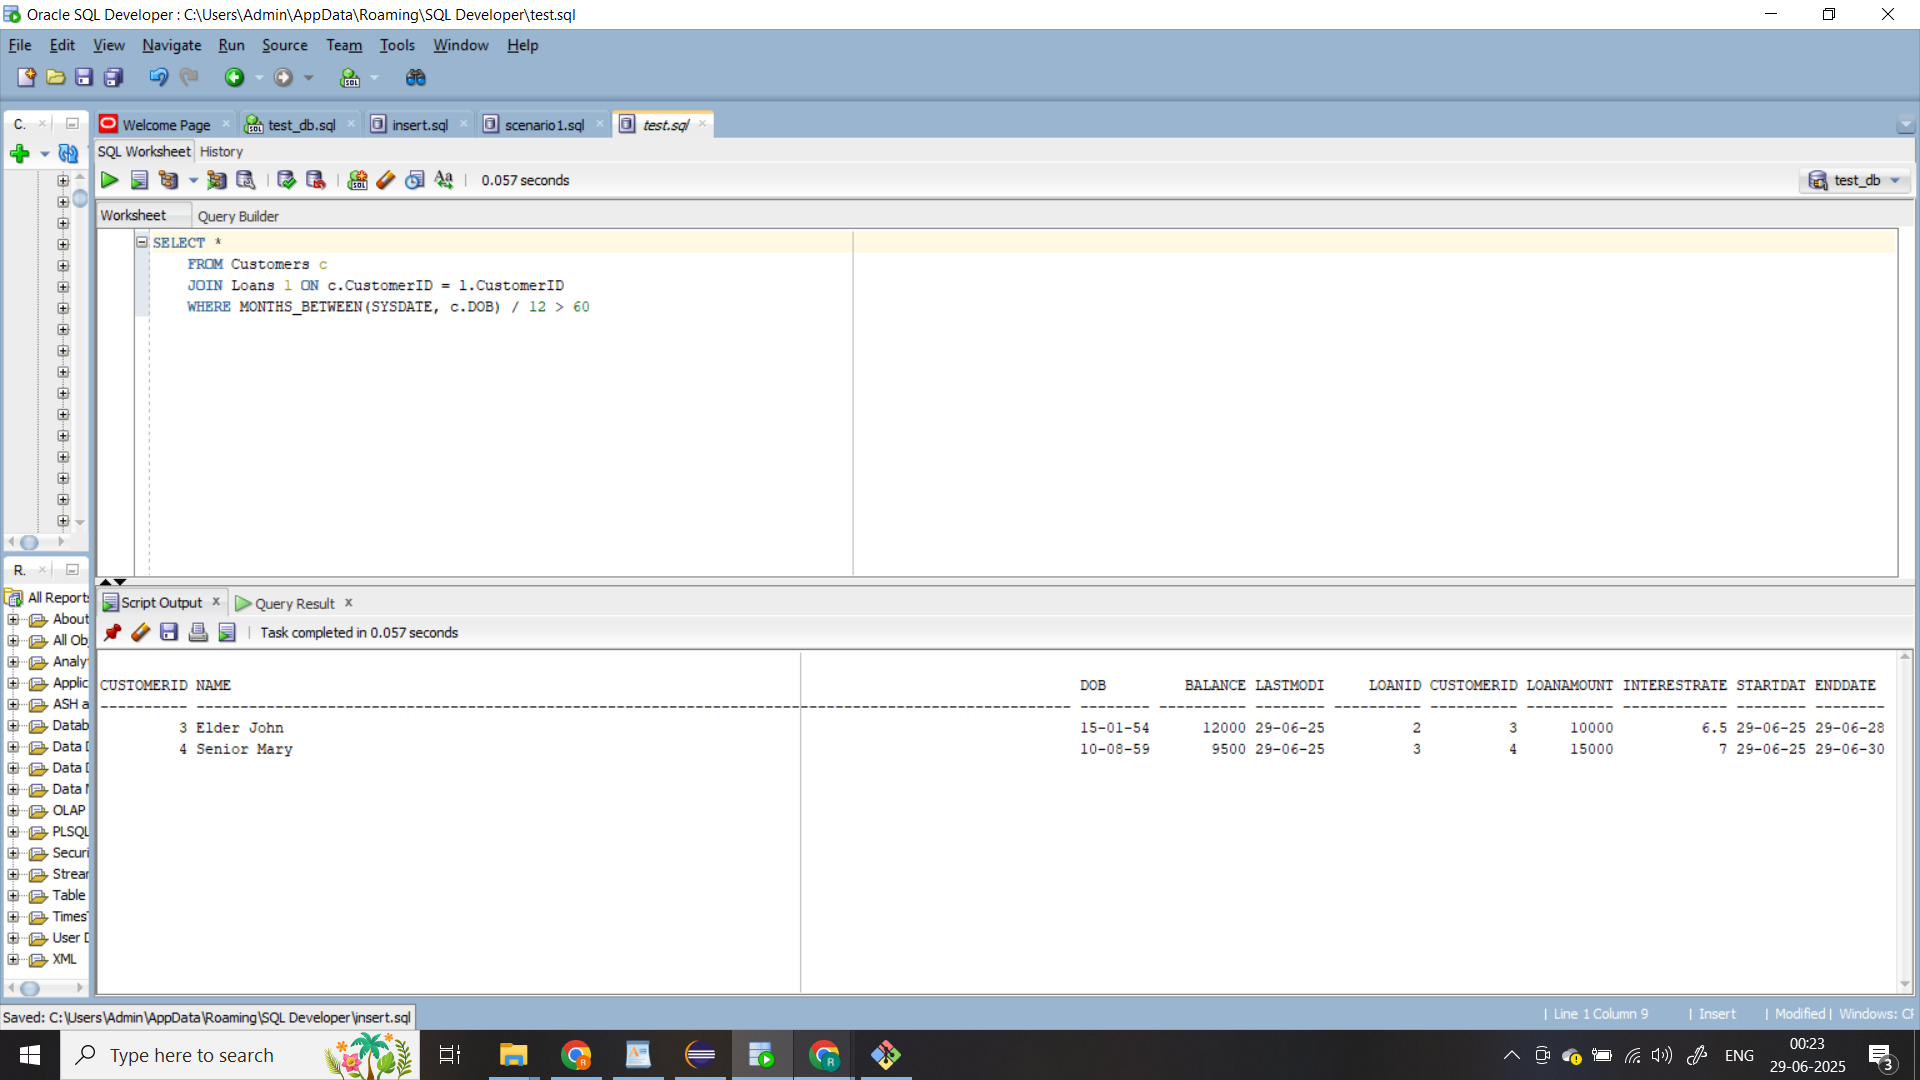 Oracle SQL Developer : C:\Users\Admin\AppData\Roaming\SQL Developer\test.sql
File Edit View Navigate Run Source Team Tools Window Help
C.
Welcome Page
test_db.sql
insert.sql
scenario1.sql
test.sql
SQL Worksheet History
0.057 seconds
test_db
Worksheet Query Builder
SELECT *
FROM Customers c
JOIN Loans l ON c.CustomerID = l.CustomerID
WHERE MONTHS_BETWEEN(SYSDATE, c.DOB) / 12 > 60
R.
All Reports
About
All Ob
Analy
Applic
ASH a
Datab
Data D
Data D
Data M
OLAP
PLSQL
Securi
Strear
Table
Times
User D
XML
Script Output
Query Result
Task completed in 0.057 seconds
CUSTOMERID NAME DOB BALANCE LASTMODI LOANID CUSTOMERID LOANAMOUNT INTERESTRATE STARTDAT ENDDATE
3 Elder John 15-01-54 12000 29-06-25 2 3 10000 6.5 29-06-25 29-06-28
4 Senior Mary 10-08-59 9500 29-06-25 3 4 15000 7 29-06-25 29-06-30
Saved: C:\Users\Admin\AppData\Roaming\SQL Developer\insert.sql
Line 1 Column 9 | Insert | Modified | Windows: CF
Type here to search
ENG
00:23
29-06-2025
3